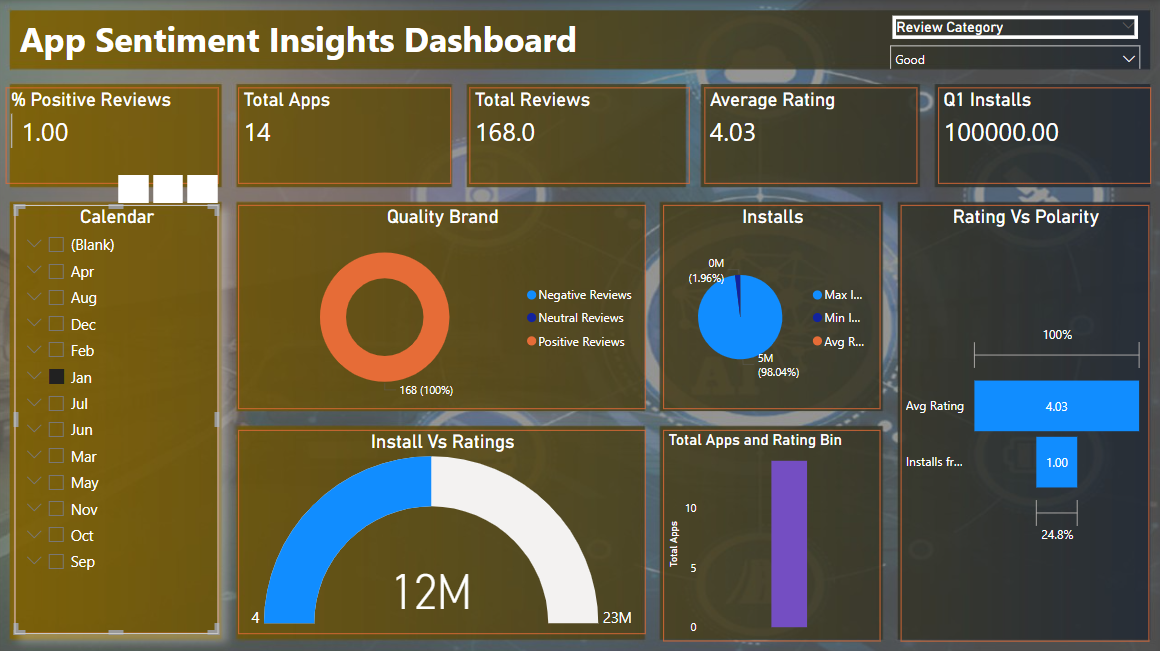 App Sentiment Insights Dashboard
Review Category
Good
% Positive Reviews
1.00
Total Apps
14
Total Reviews
168.0
Average Rating
4.03
Q1 Installs
100000.00
Calendar
(Blank)
Apr
Aug
Dec
Feb
Jan
Jul
Jun
Mar
May
Nov
Oct
Sep
Quality Brand
Negative Reviews
Neutral Reviews
Positive Reviews
168 (100%)
Installs
0M
(1.96%)
Max I...
Min I...
Avg R...
5M
(98.04%)
Rating Vs Polarity
100%
Avg Rating
4.03
Installs fr...
1.00
24.8%
Install Vs Ratings
12M
4
23M
Total Apps and Rating Bin
Total Apps
10
5
0